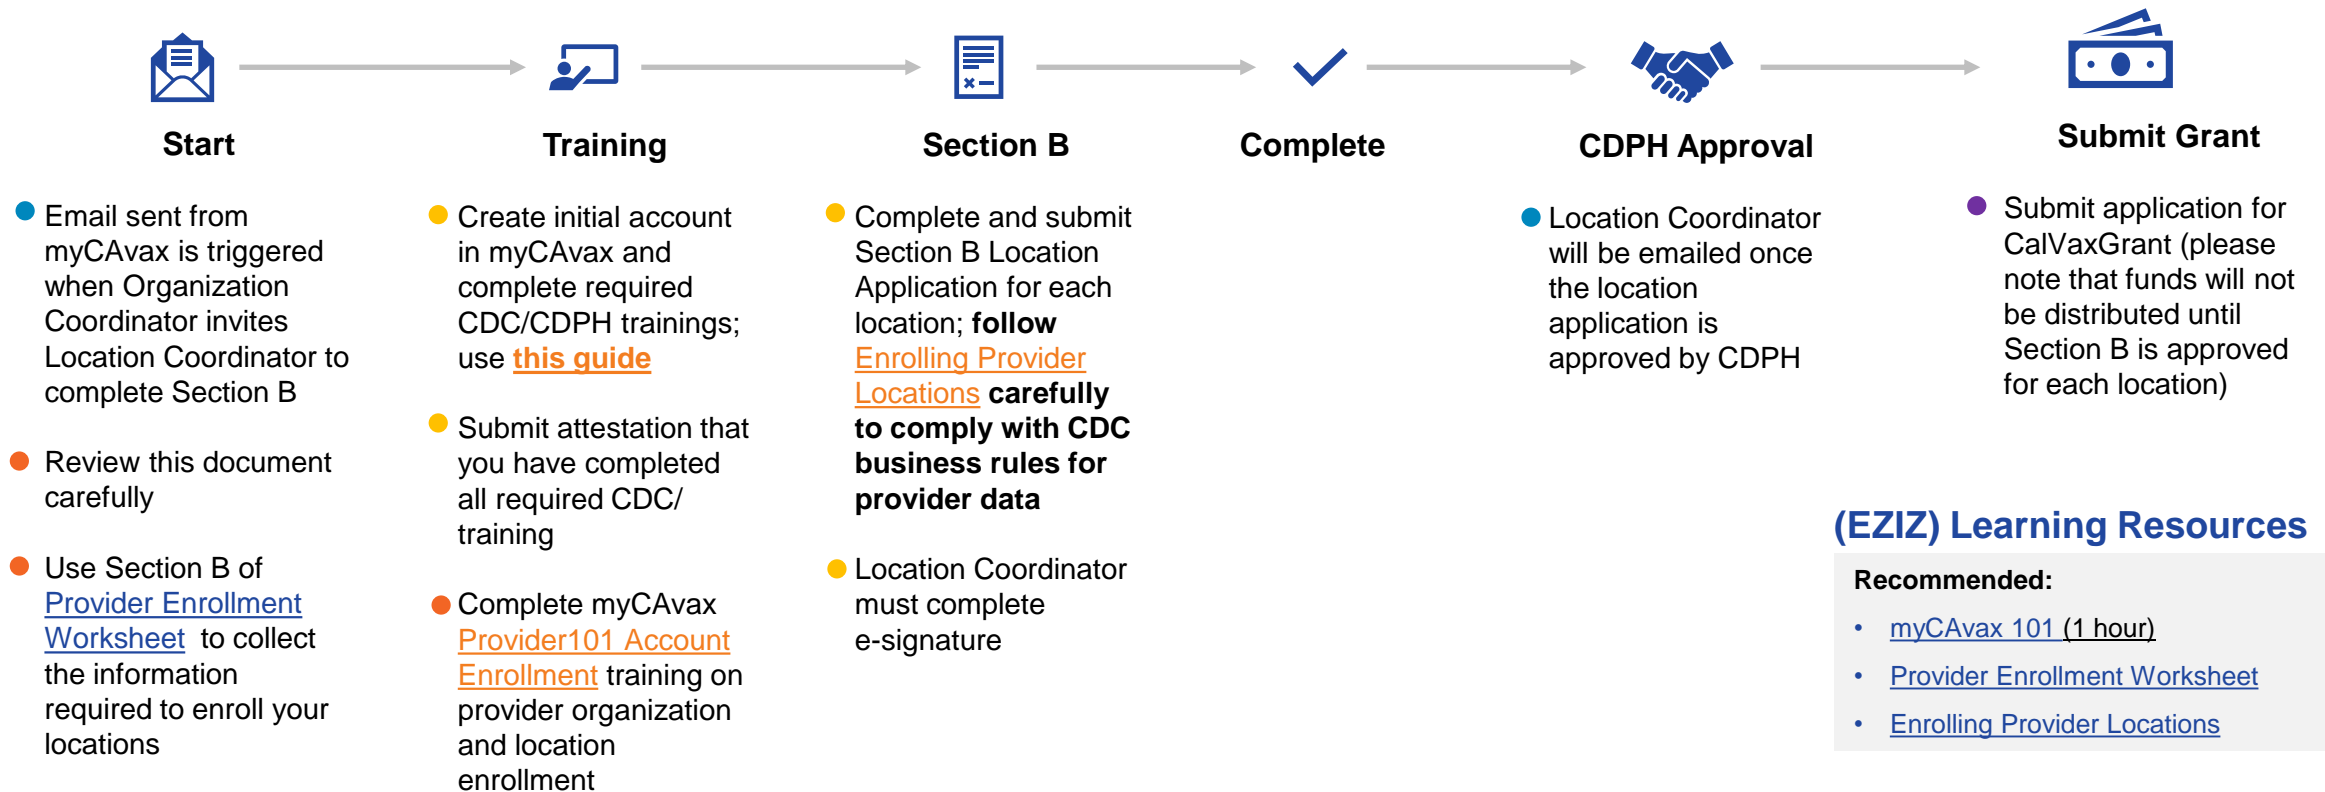 Start
Email sent from
myCAvax is triggered
when Organization
Coordinator invites
Location Coordinator to
complete Section B
Review this document
carefully
Use Section B of
Provider Enrollment
Worksheet to collect
the information
required to enroll your
locations
Training
Create initial account
in myCAvax and
complete required
CDC/CDPH trainings;
use this guide
Submit attestation that
you have completed
all required CDC/
training
Complete myCAvax
Provider101 Account
Enrollment training on
provider organization
and location
enrollment
Section B
Complete and submit
Section B Location
Application for each
location; follow
Enrolling Provider
Locations carefully
to comply with CDC
business rules for
provider data
Location Coordinator
must complete
e-signature
Complete
CDPH Approval
Location Coordinator
will be emailed once
the location
application is
approved by CDPH
Submit Grant
Submit application for
CalVaxGrant (please
note that funds will not
be distributed until
Section B is approved
for each location)
(EZIZ) Learning Resources
Recommended:
• myCAvax 101 (1 hour)
• Provider Enrollment Worksheet
• Enrolling Provider Locations